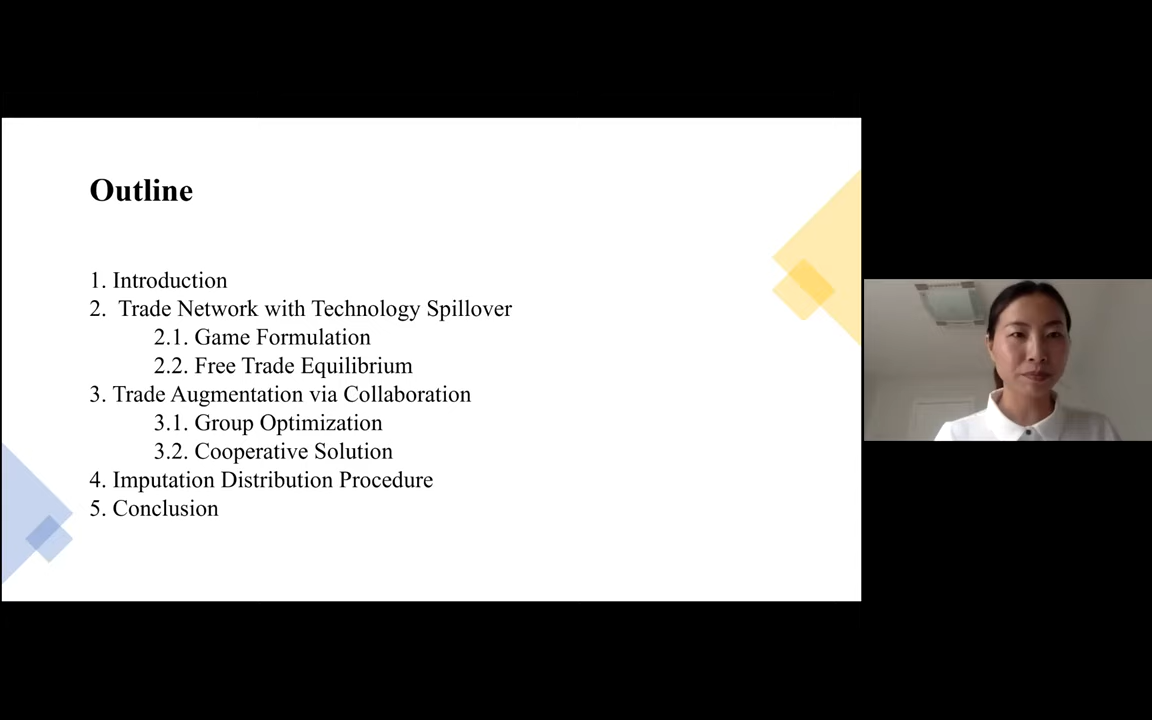 Outline
1. Introduction
2. Trade Network with Technology Spillover
2.1. Game Formulation
2.2. Free Trade Equilibrium
3. Trade Augmentation via Collaboration
3.1. Group Optimization
3.2. Cooperative Solution
4. Imputation Distribution Procedure
5. Conclusion